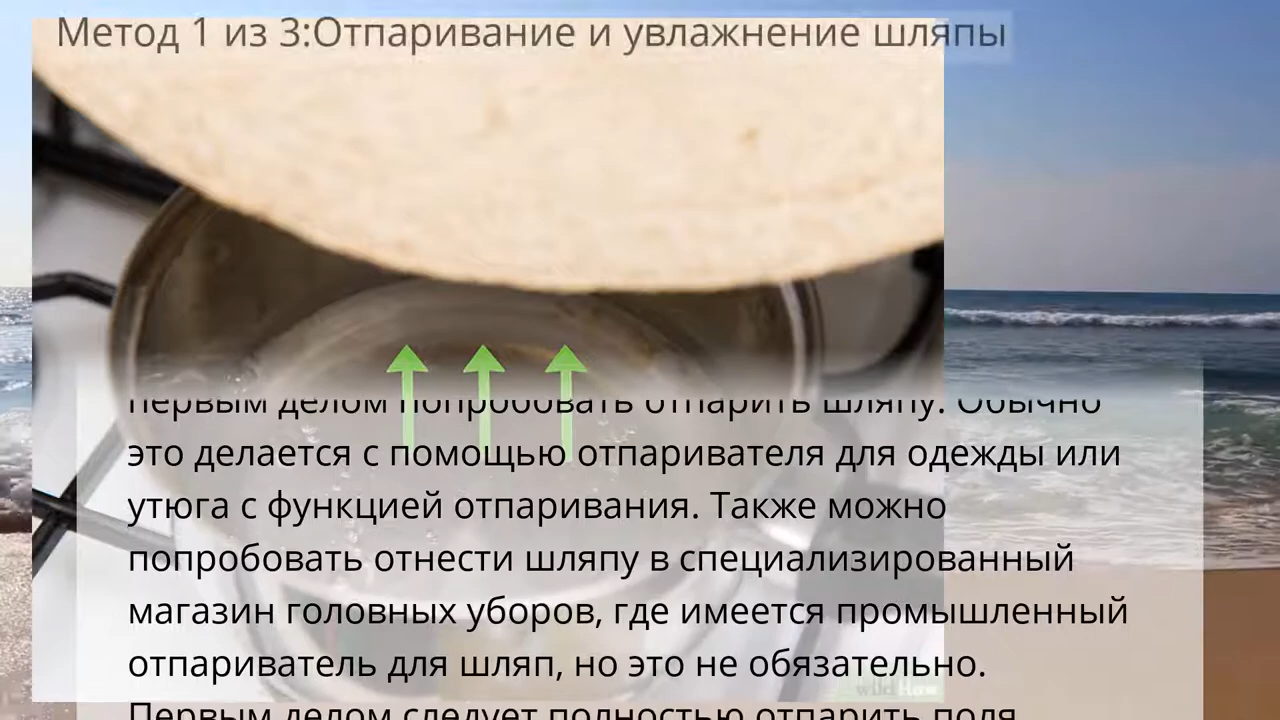 Метод 1 из 3:Отпаривание и увлажнение шляпы
первым делом попробовать отпарить шляпу. Обычно
это делается с помощью отпаривателя для одежды или
утюга с функцией отпаривания. Также можно
попробовать отнести шляпу в специализированный
магазин головных уборов, где имеется промышленный
отпариватель для шляп, но это не обязательно.
Первым делом следует полностью отпарить поля
wikiHow